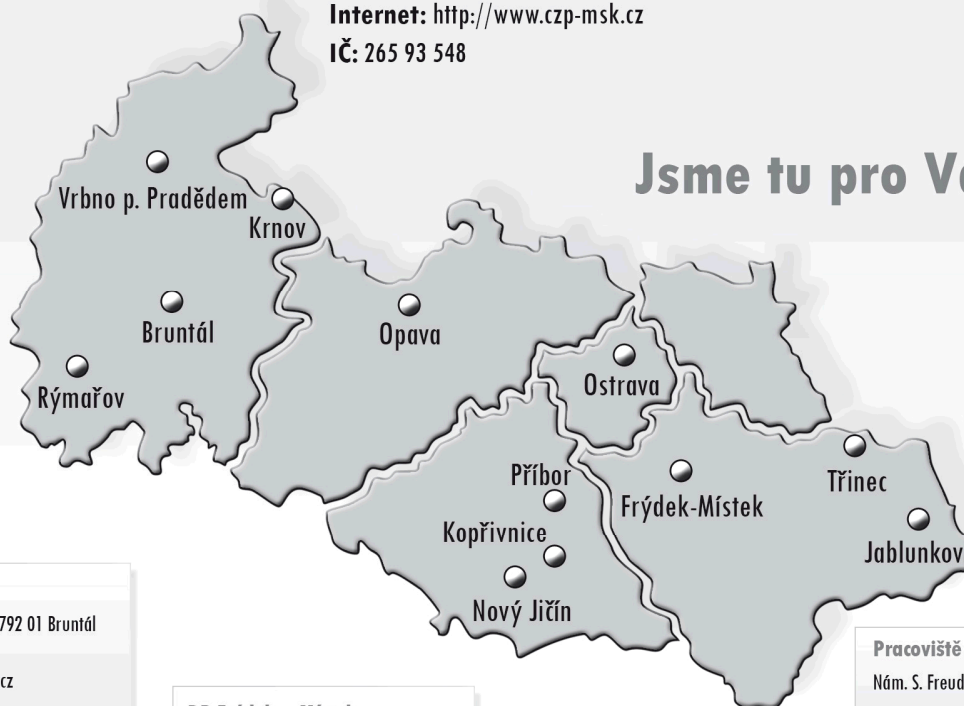 Internet: http://www.czp-msk.cz
IČ: 265 93 548
Jsme tu pro
Vrbno p. Pradědem
Krnov
Bruntál
Opava
Rýmařov
Ostrava
Příbor
Třinec
Frýdek-Místek
Kopřivnice
Jablunkov
Nový Jičín
792 01 Bruntál
cz
Pracoviště
Nám. S. Freud